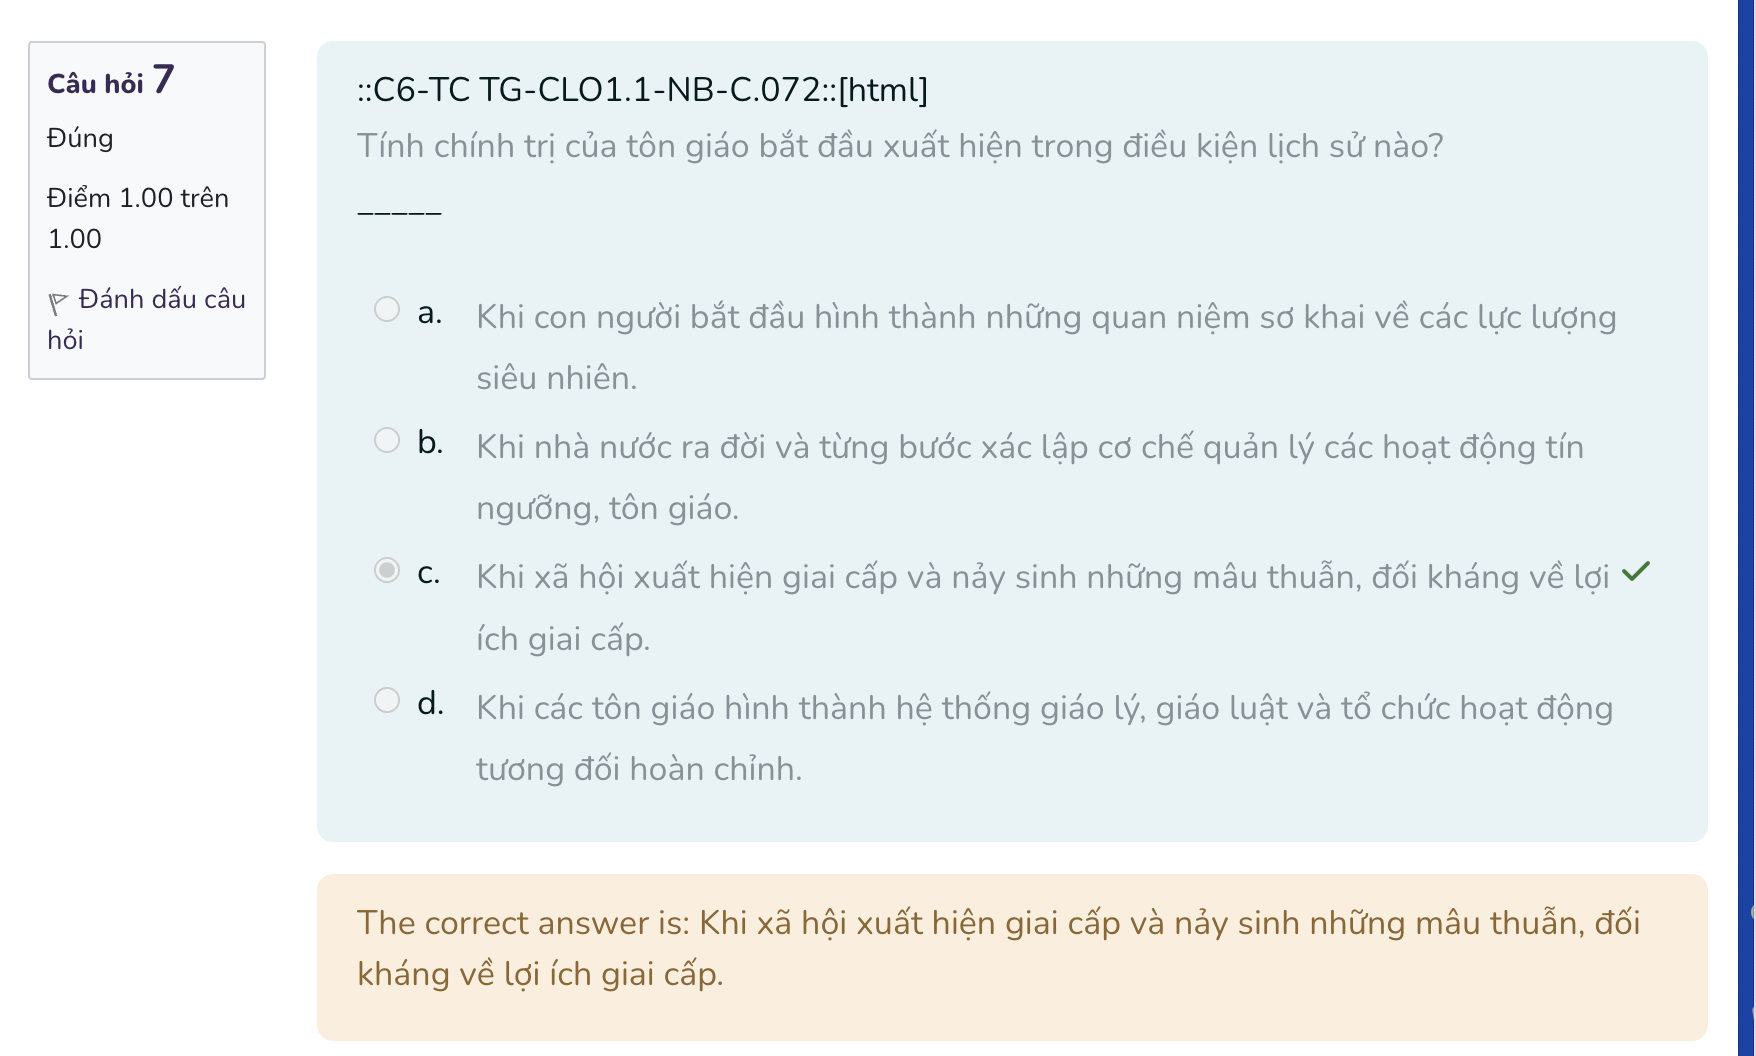 Câu hỏi 7
Đúng
Điểm 1.00 trên
1.00
Đánh dấu câu
hỏi
::C6-TC TG-CLO1.1-NB-C.072::[html]
Tính chính trị của tôn giáo bắt đầu xuất hiện trong điều kiện lịch sử nào?
_____
a. Khi con người bắt đầu hình thành những quan niệm sơ khai về các lực lượng
siêu nhiên.
b. Khi nhà nước ra đời và từng bước xác lập cơ chế quản lý các hoạt động tín
ngưỡng, tôn giáo.
c. Khi xã hội xuất hiện giai cấp và nảy sinh những mâu thuẫn, đối kháng về lợi
ích giai cấp.
d. Khi các tôn giáo hình thành hệ thống giáo lý, giáo luật và tổ chức hoạt động
tương đối hoàn chỉnh.
The correct answer is: Khi xã hội xuất hiện giai cấp và nảy sinh những mâu thuẫn, đối
kháng về lợi ích giai cấp.